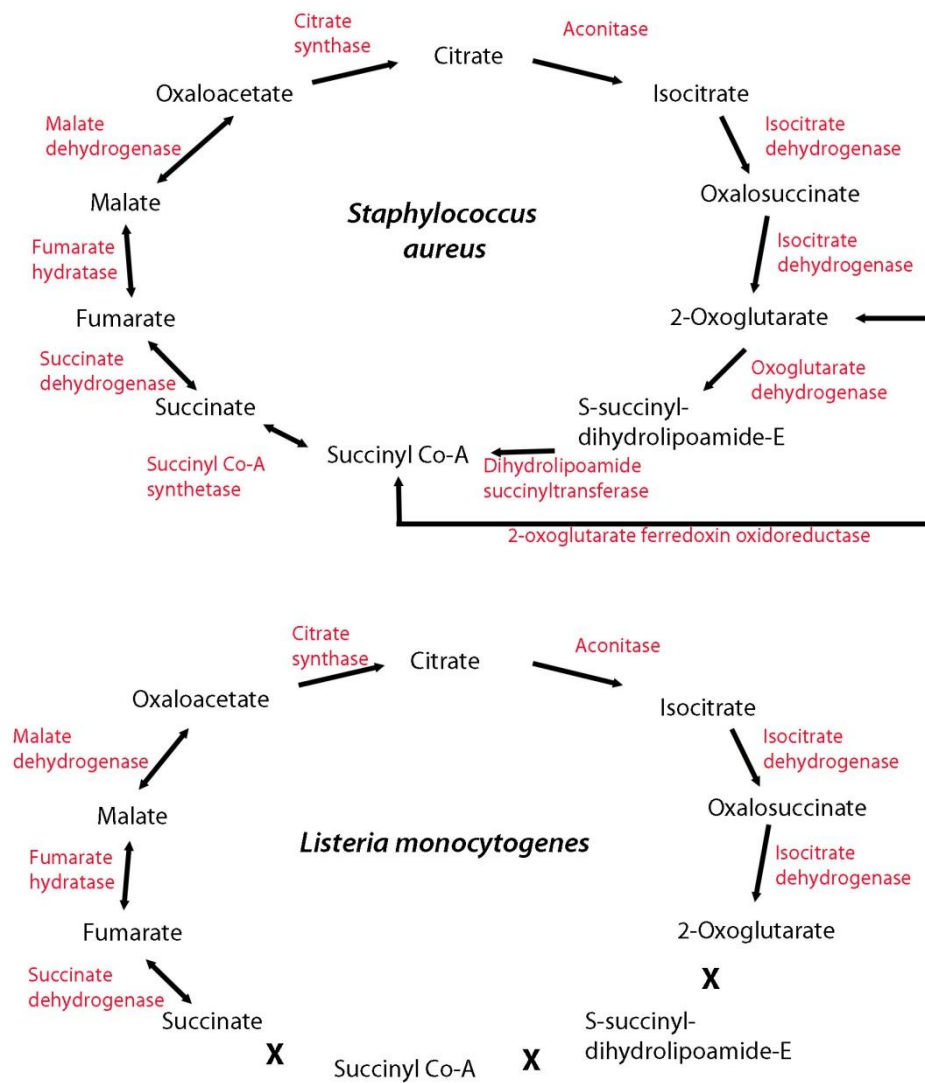 Citrate
synthase
Citrate
Aconitase
Oxaloacetate
Isocitrate
Malate
dehydrogenase
Isocitrate
dehydrogenase
Malate
Staphylococcus
aureus
Oxalosuccinate
Fumarate
hydratase
Isocitrate
dehydrogenase
Fumarate
2-Oxoglutarate
Succinate
dehydrogenase
Oxoglutarate
dehydrogenase
Succinate
S-succinyl-
dihydrolipoamide-E
Succinyl Co-A
synthetase
Succinyl Co-A
Dihydrolipoamide
succinyltransferase
2-oxoglutarate ferredoxin oxidoreductase
Citrate
synthase
Citrate
Aconitase
Oxaloacetate
Isocitrate
Malate
dehydrogenase
Isocitrate
dehydrogenase
Malate
Oxalosuccinate
Listeria monocytogenes
Fumarate
hydratase
Isocitrate
dehydrogenase
Fumarate
2-Oxoglutarate
Succinate
dehydrogenase
X
Succinate
S-succinyl-
dihydrolipoamide-E
X
X
Succinyl Co-A